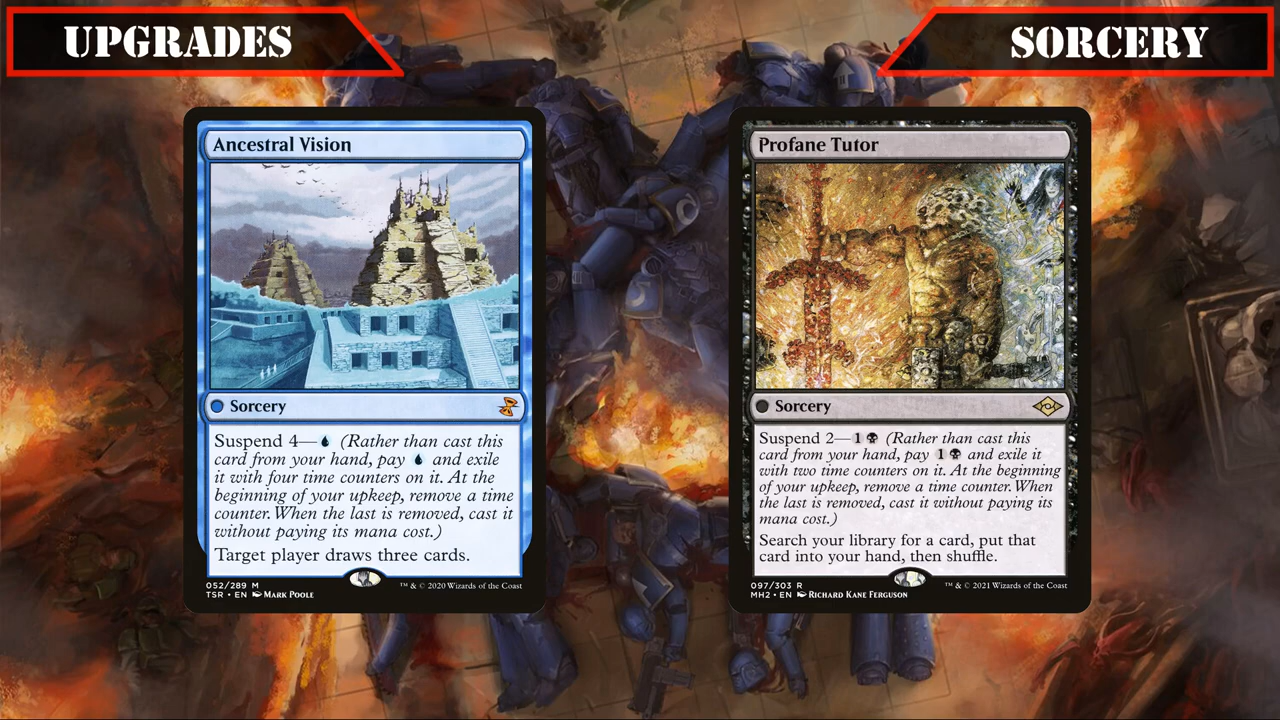 UPGRADES
SORCERY
Ancestral Vision
Sorcery
Suspend 4— (Rather than cast this
card from your hand, pay and exile
it with four time counters on it. At the
beginning of your upkeep, remove a time
counter. When the last is removed, cast it
without paying its mana cost.)
Target player draws three cards.
052/289 M
TSR • EN Mark Poole
™ & © 2020 Wizards of the Coast
Profane Tutor
Sorcery
Suspend 2—1 (Rather than cast this
card from your hand, pay 1 and exile it
with two time counters on it. At the beginning
of your upkeep, remove a time counter. When
the last is removed, cast it without paying its
mana cost.)
Search your library for a card, put that
card into your hand, then shuffle.
097/303 R
MH2 • EN Richard Kane Ferguson
™ & © 2021 Wizards of the Coast